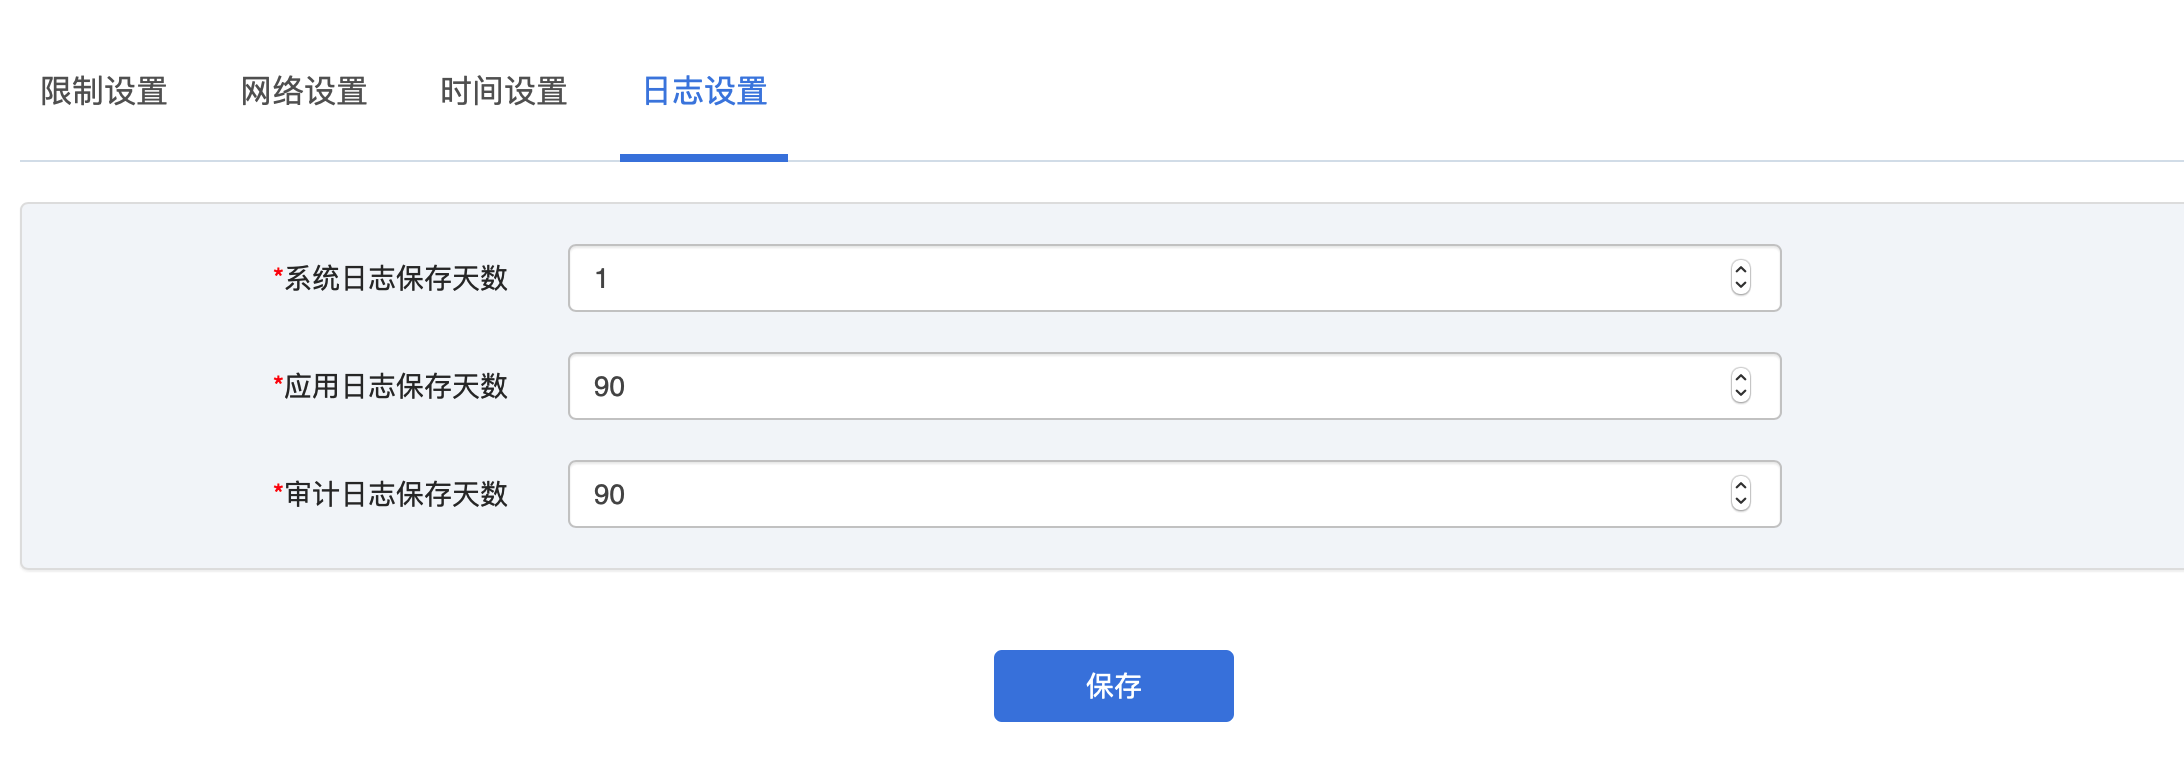 限制设置 网络设置 时间设置 日志设置
*系统日志保存天数 1
*应用日志保存天数 90
*审计日志保存天数 90
保存